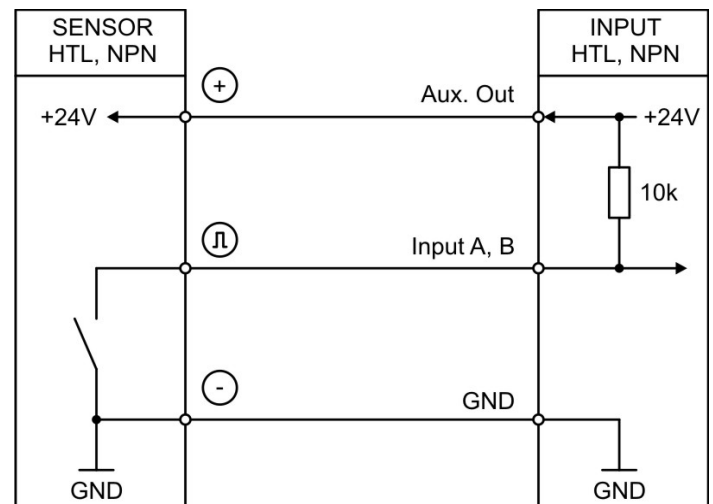 SENSOR
HTL, NPN
INPUT
HTL, NPN
+
Aux. Out
+24V
+24V
10k
Input A, B
-
GND
GND
GND